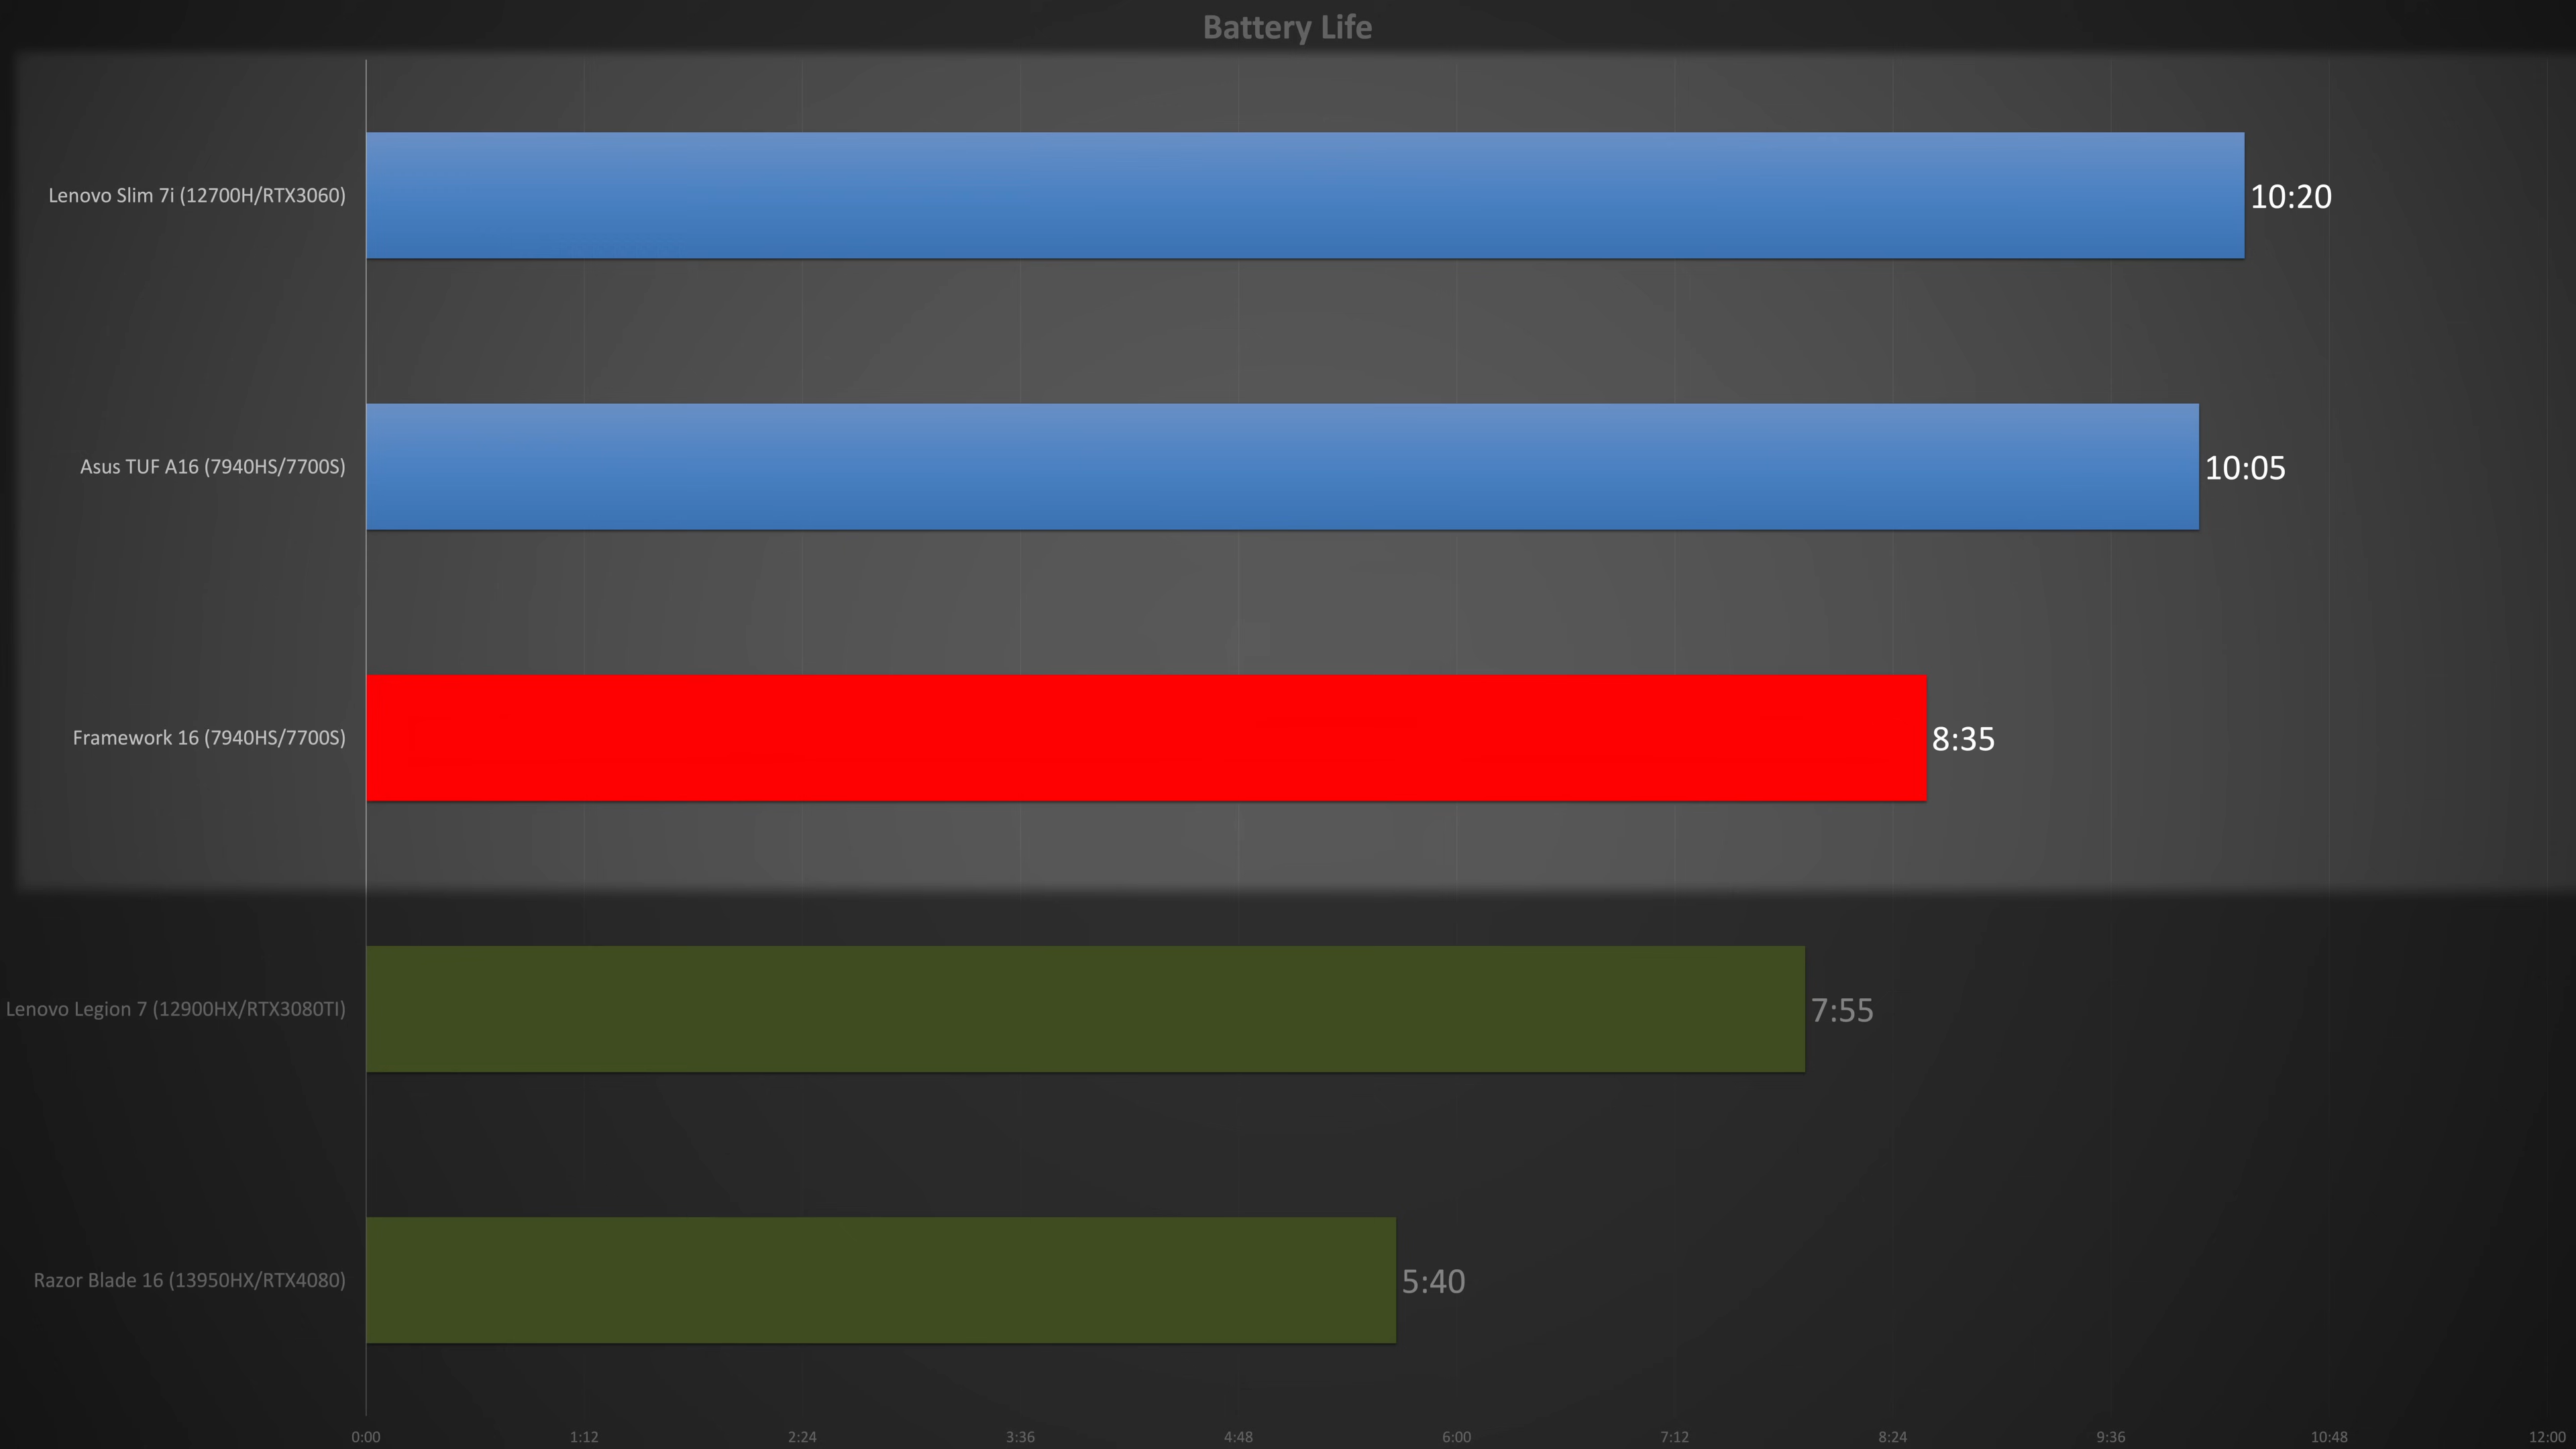 Battery Life
Lenovo Slim 7i (12700H/RTX3060)
10:20
Asus TUF A16 (7940HS/7700S)
10:05
Framework 16 (7940HS/7700S)
8:35
Lenovo Legion 7 (12900HX/RTX3080TI)
7:55
Razor Blade 16 (13950HX/RTX4080)
5:40
0:00 1:12 2:24 3:36 4:48 6:00 7:12 8:24 9:36 10:48 12:00